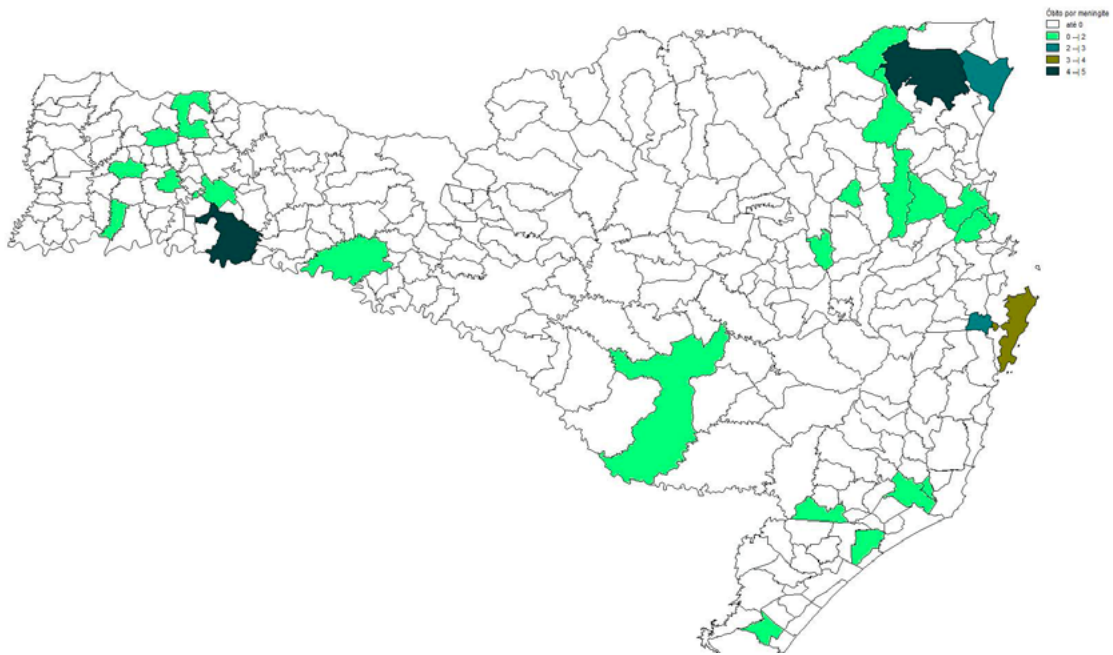 Óbito por meningite
até 0
0 --| 2
2 --| 3
3 --| 4
4 --| 5